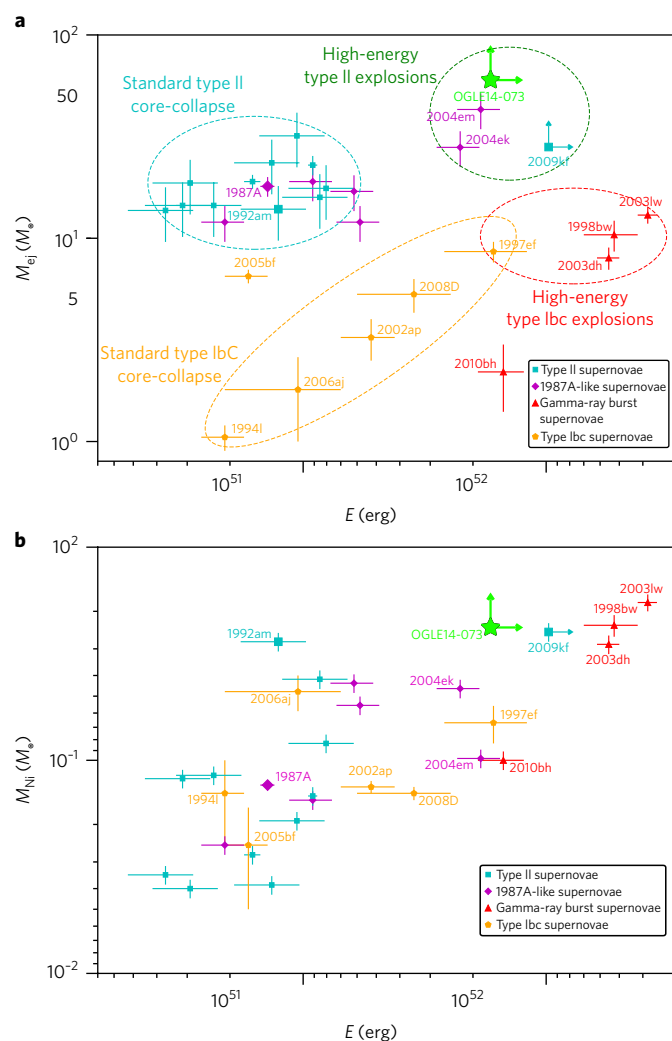 a
10²
50
10¹
5
10⁰
M_ej (M_⊙)
High-energy
type II explosions
Standard type II
core-collapse
OGLE14-073
2004em
2004ek
2009kf
1987A
1992am
2003lw
1998bw
2003dh
1997ef
2005bf
2008D
High-energy
type Ibc explosions
2002ap
Standard type IbC
core-collapse
2006aj
2010bh
1994I
Type II supernovae
1987A-like supernovae
Gamma-ray burst
supernovae
Type Ibc supernovae
10⁵¹
10⁵²
E (erg)
b
10²
10⁻¹
10⁻²
M_Ni (M_⊙)
2003lw
1998bw
OGLE14-073
2009kf
2003dh
1992am
2004ek
2006aj
1997ef
2004em
2010bh
1987A
2002ap
1994I
2008D
2005bf
Type II supernovae
1987A-like supernovae
Gamma-ray burst supernovae
Type Ibc supernovae
10⁵¹
10⁵²
E (erg)